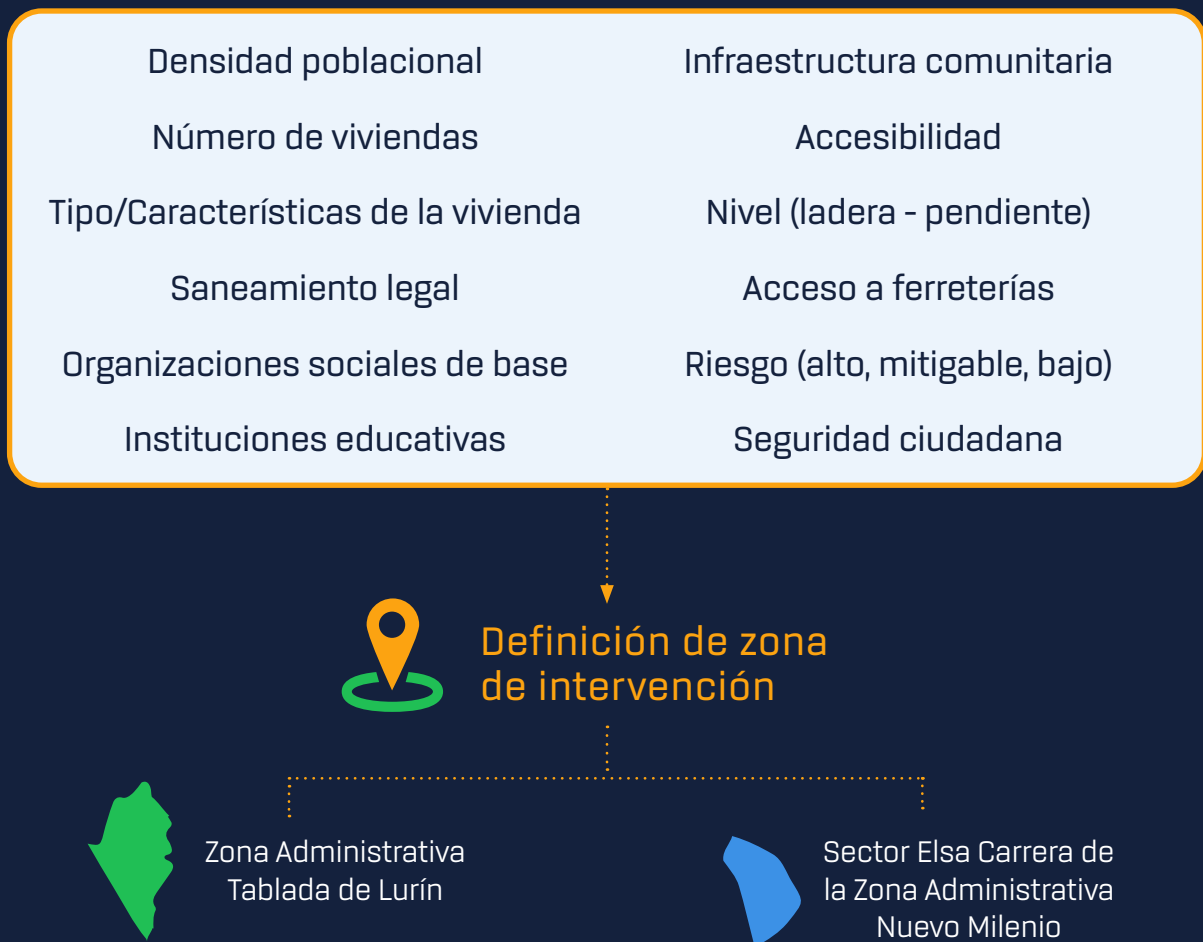 Densidad poblacional
Número de viviendas
Tipo/Características de la vivienda
Saneamiento legal
Organizaciones sociales de base
Instituciones educativas
Infraestructura comunitaria
Accesibilidad
Nivel (ladera - pendiente)
Acceso a ferreterías
Riesgo (alto, mitigable, bajo)
Seguridad ciudadana
Definición de zona
de intervención
Zona Administrativa
Tablada de Lurín
Sector Elsa Carrera de
la Zona Administrativa
Nuevo Milenio